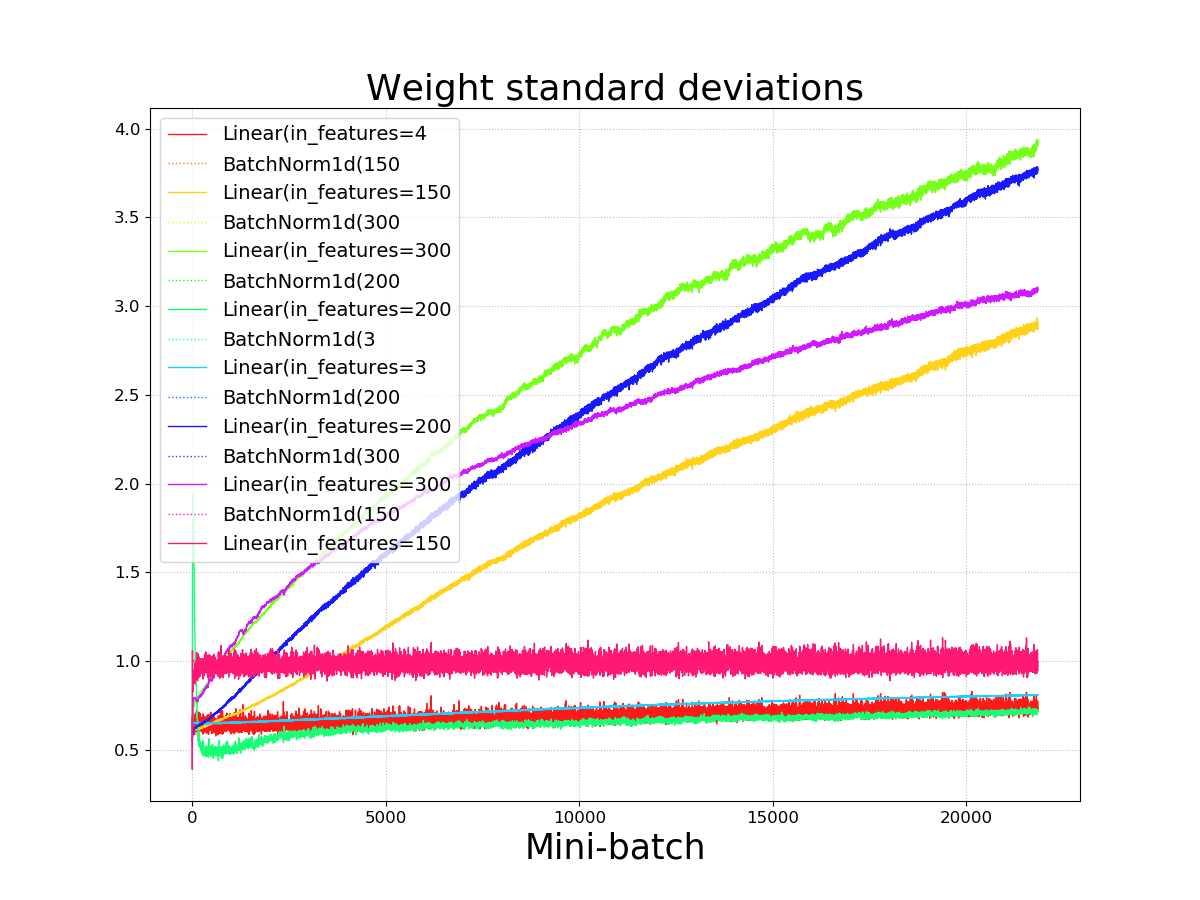 Weight standard deviations
4.0
3.5
3.0
2.5
2.0
1.5
1.0
0.5
Linear(in_features=4
BatchNorm1d(150
Linear(in_features=150
BatchNorm1d(300
Linear(in_features=300
BatchNorm1d(200
Linear(in_features=200
BatchNorm1d(3
Linear(in_features=3
BatchNorm1d(200
Linear(in_features=200
BatchNorm1d(300
Linear(in_features=300
BatchNorm1d(150
Linear(in_features=150
0 5000 10000 15000 20000
Mini-batch